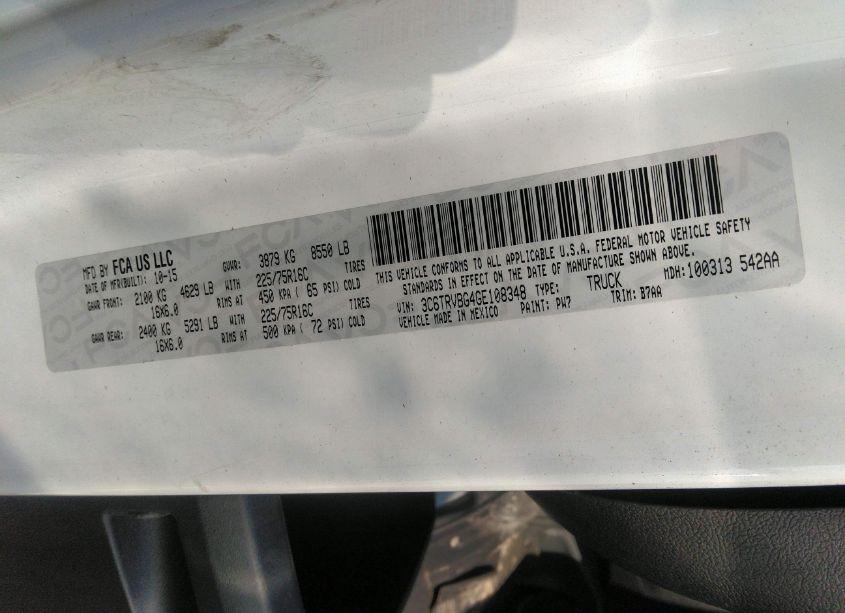 MFD BY FCA US LLC
DATE OF MFR(BUILT): 10-15 GVWR: 3879 KG 8550 LB
GAWR FRONT: 2100 KG 4623 LB WITH 225/75R16C TIRES
16X6.0 RIMS AT 450 KPA ( 65 PSI) COLD
GAWR REAR: 2400 KG 5291 LB WITH 225/75R16C TIRES
16X6.0 RIMS AT 500 KPA ( 72 PSI) COLD
THIS VEHICLE CONFORMS TO ALL APPLICABLE U.S.A. FEDERAL MOTOR VEHICLE SAFETY
STANDARDS IN EFFECT ON THE DATE OF MANUFACTURE SHOWN ABOVE.
VIN: 3C6TRVBG4GE108348 TYPE: TRUCK MDH: 100313 542AA
VEHICLE MADE IN MEXICO PAINT: PW7 TRIM: B7AA